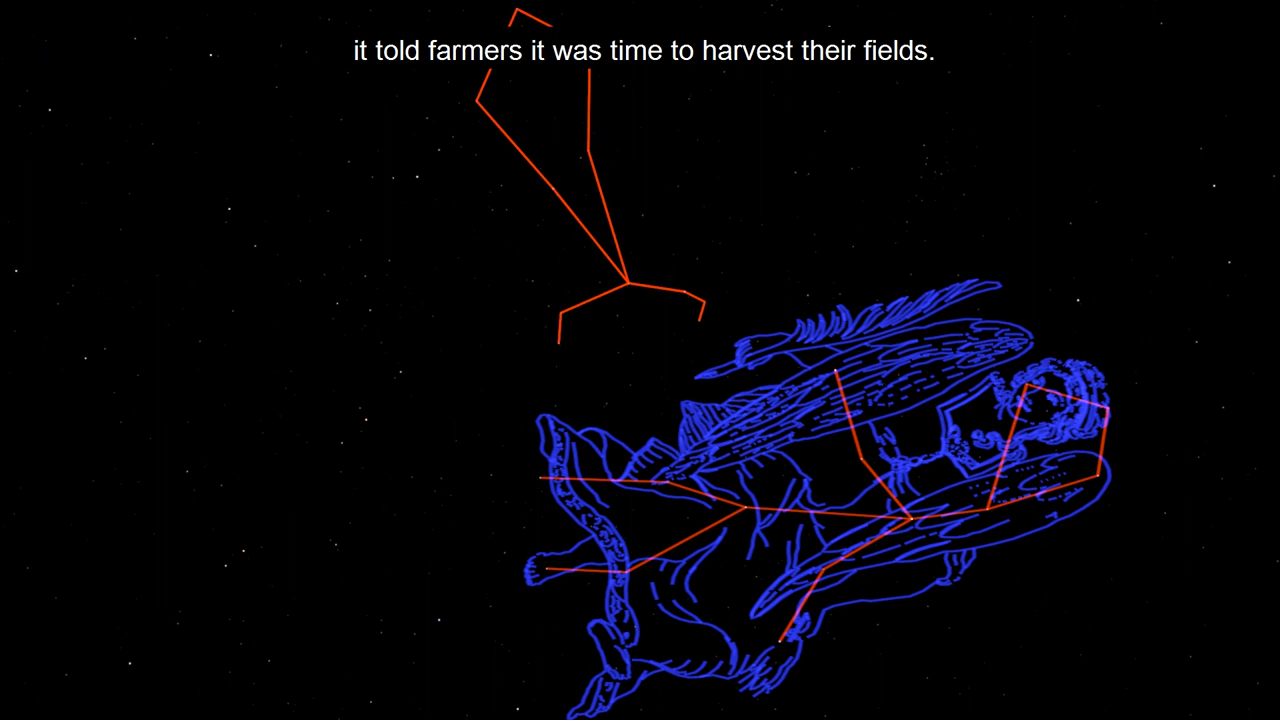 it told farmers it was time to harvest their fields.